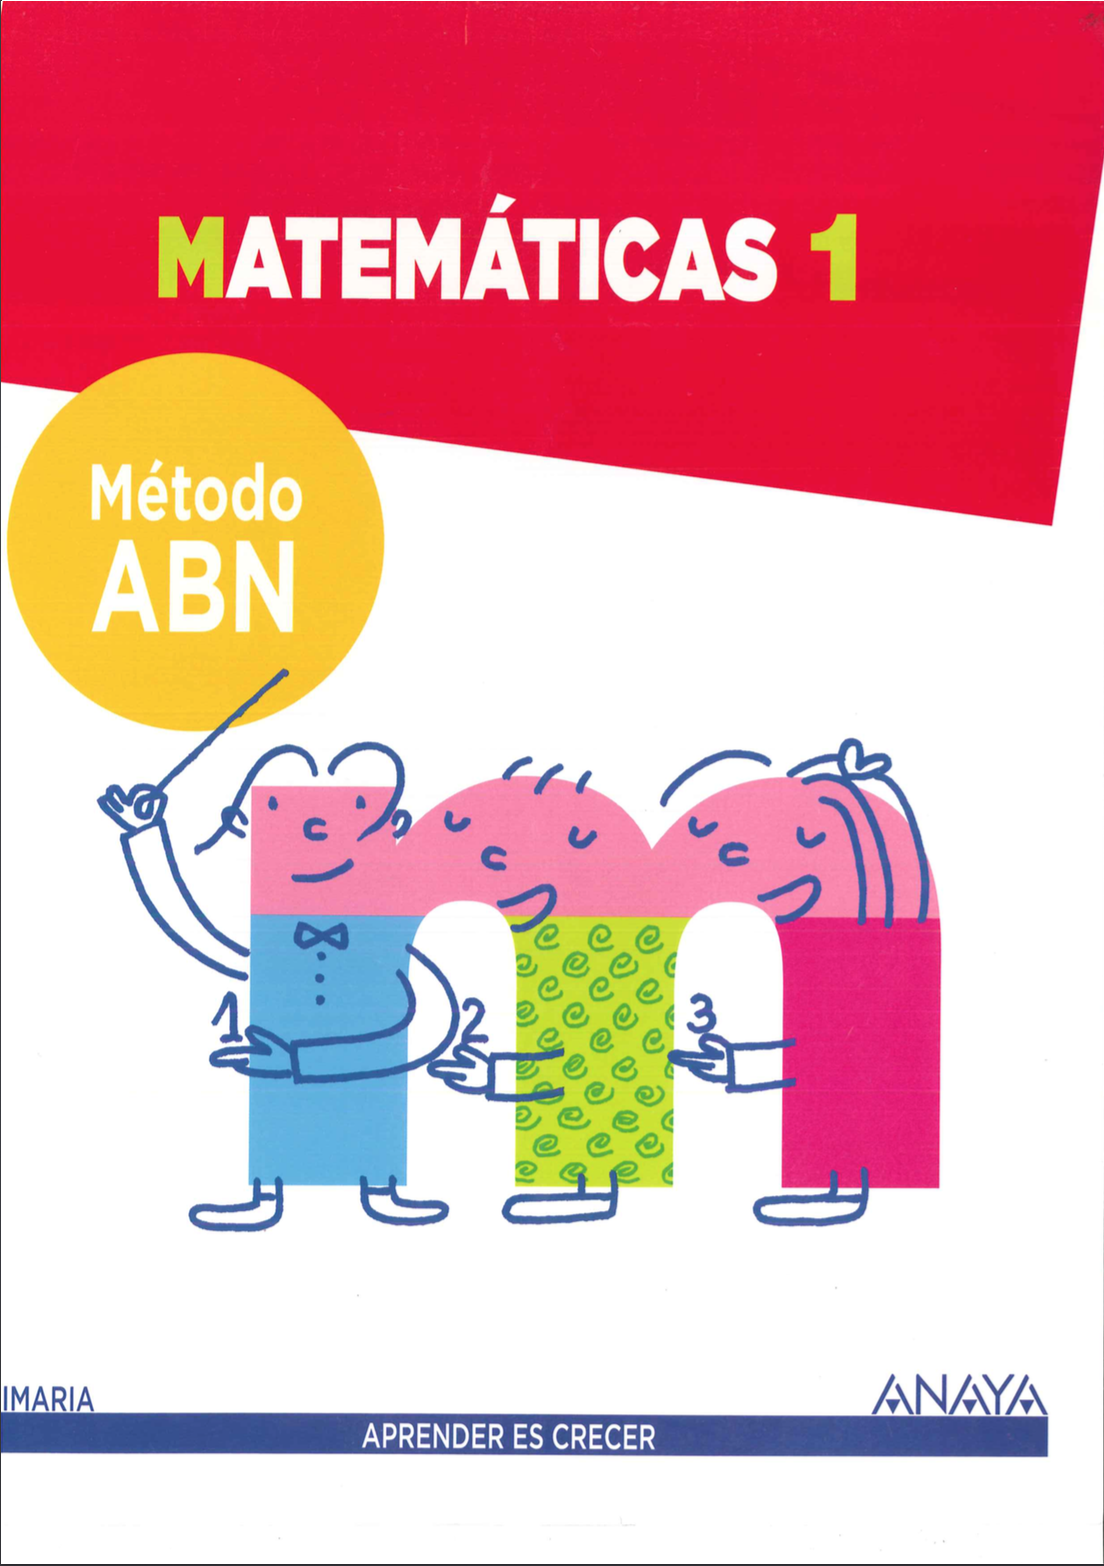 MATEMÁTICAS 1
Método
ABN
1
2
3
IMARIA
ANAYA
APRENDER ES CRECER